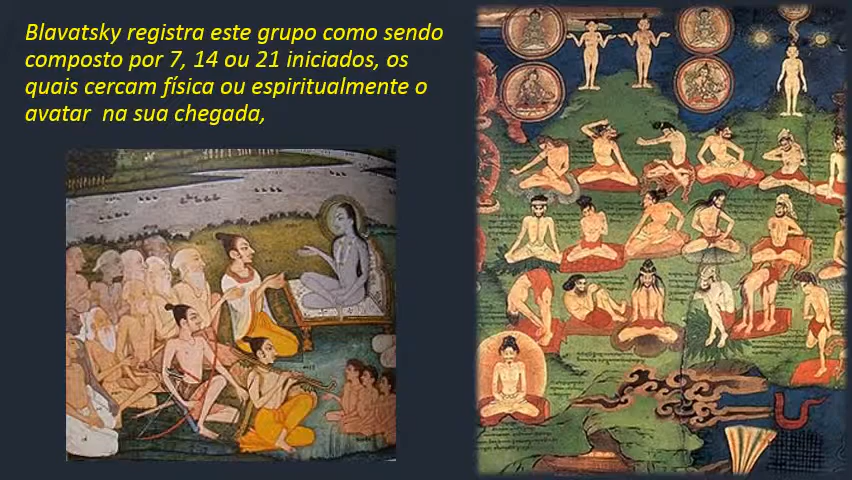 Blavatsky registra este grupo como sendo
composto por 7, 14 ou 21 iniciados, os
quais cercam física ou espiritualmente o
avatar  na sua chegada,